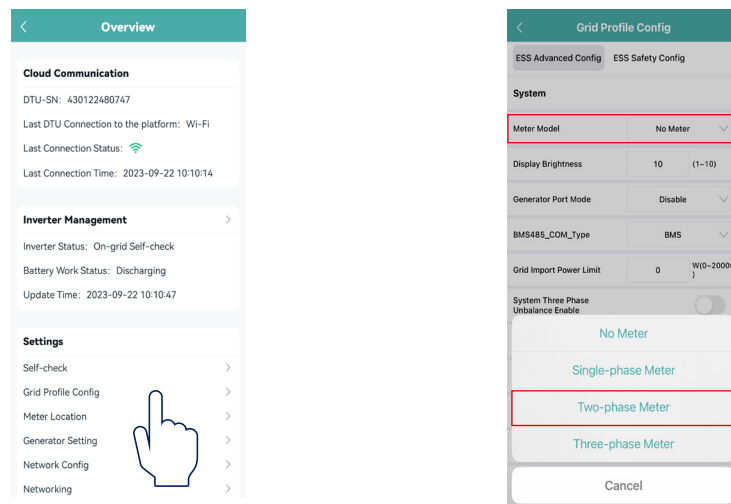 Overview
Cloud Communication
DTU-SN: 430122480747
Last DTU Connection to the platform: Wi-Fi
Last Connection Status:
Last Connection Time: 2023-09-22 10:10:14
Inverter Management
Inverter Status: On-grid Self-check
Battery Work Status: Discharging
Update Time: 2023-09-22 10:10:47
Settings
Self-check
Grid Profile Config
Meter Location
Generator Setting
Network Config
Networking
Grid Profile Config
ESS Advanced Config ESS Safety Config
System
Meter Model No Meter
Display Brightness 10 (1~10)
Generator Port Mode Disable
BMS485_COM_Type BMS
Grid Import Power Limit 0 W(0~20000
)
System Three Phase
Unbalance Enable
No Meter
Single-phase Meter
Two-phase Meter
Three-phase Meter
Cancel